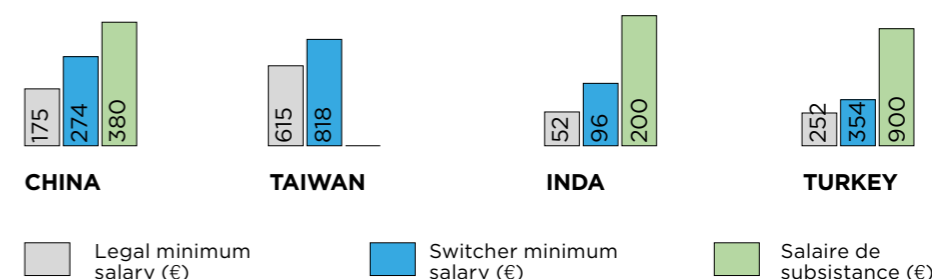 175 274 380
615 818
52 96 200
252 354 900
CHINA TAIWAN INDA TURKEY
Legal minimum
salary (€)
Switcher minimum
salary (€)
Salaire de
subsistance (€)